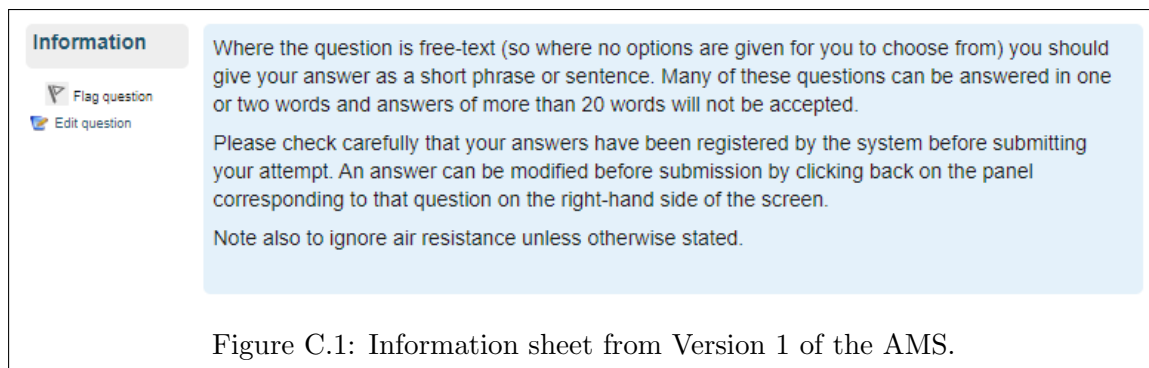 Information
Flag question
Edit question
Where the question is free-text (so where no options are given for you to choose from) you should
give your answer as a short phrase or sentence. Many of these questions can be answered in one
or two words and answers of more than 20 words will not be accepted.
Please check carefully that your answers have been registered by the system before submitting
your attempt. An answer can be modified before submission by clicking back on the panel
corresponding to that question on the right-hand side of the screen.
Note also to ignore air resistance unless otherwise stated.
Figure C.1: Information sheet from Version 1 of the AMS.